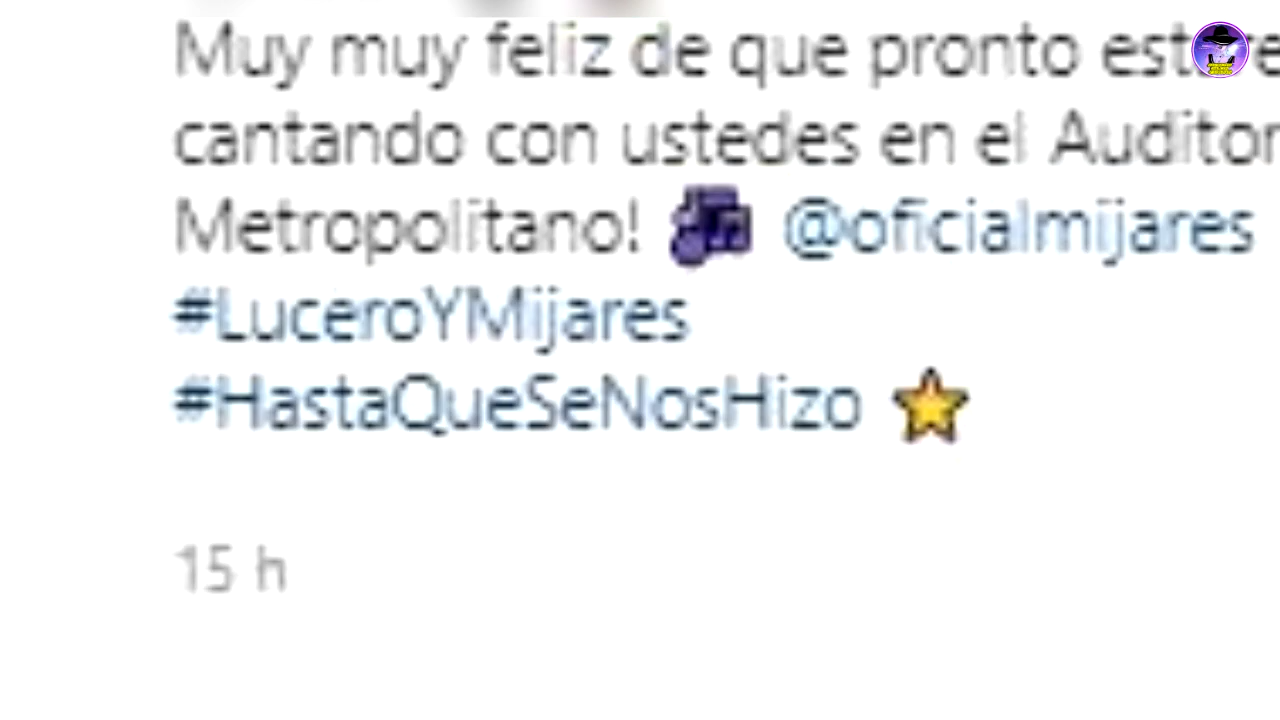 Muy muy feliz de que pronto
cantando con ustedes en el
Metropolitano! 🎶 @oficialmijares
#LuceroYMijares
#HastaQueSeNosHizo ⭐
15 h